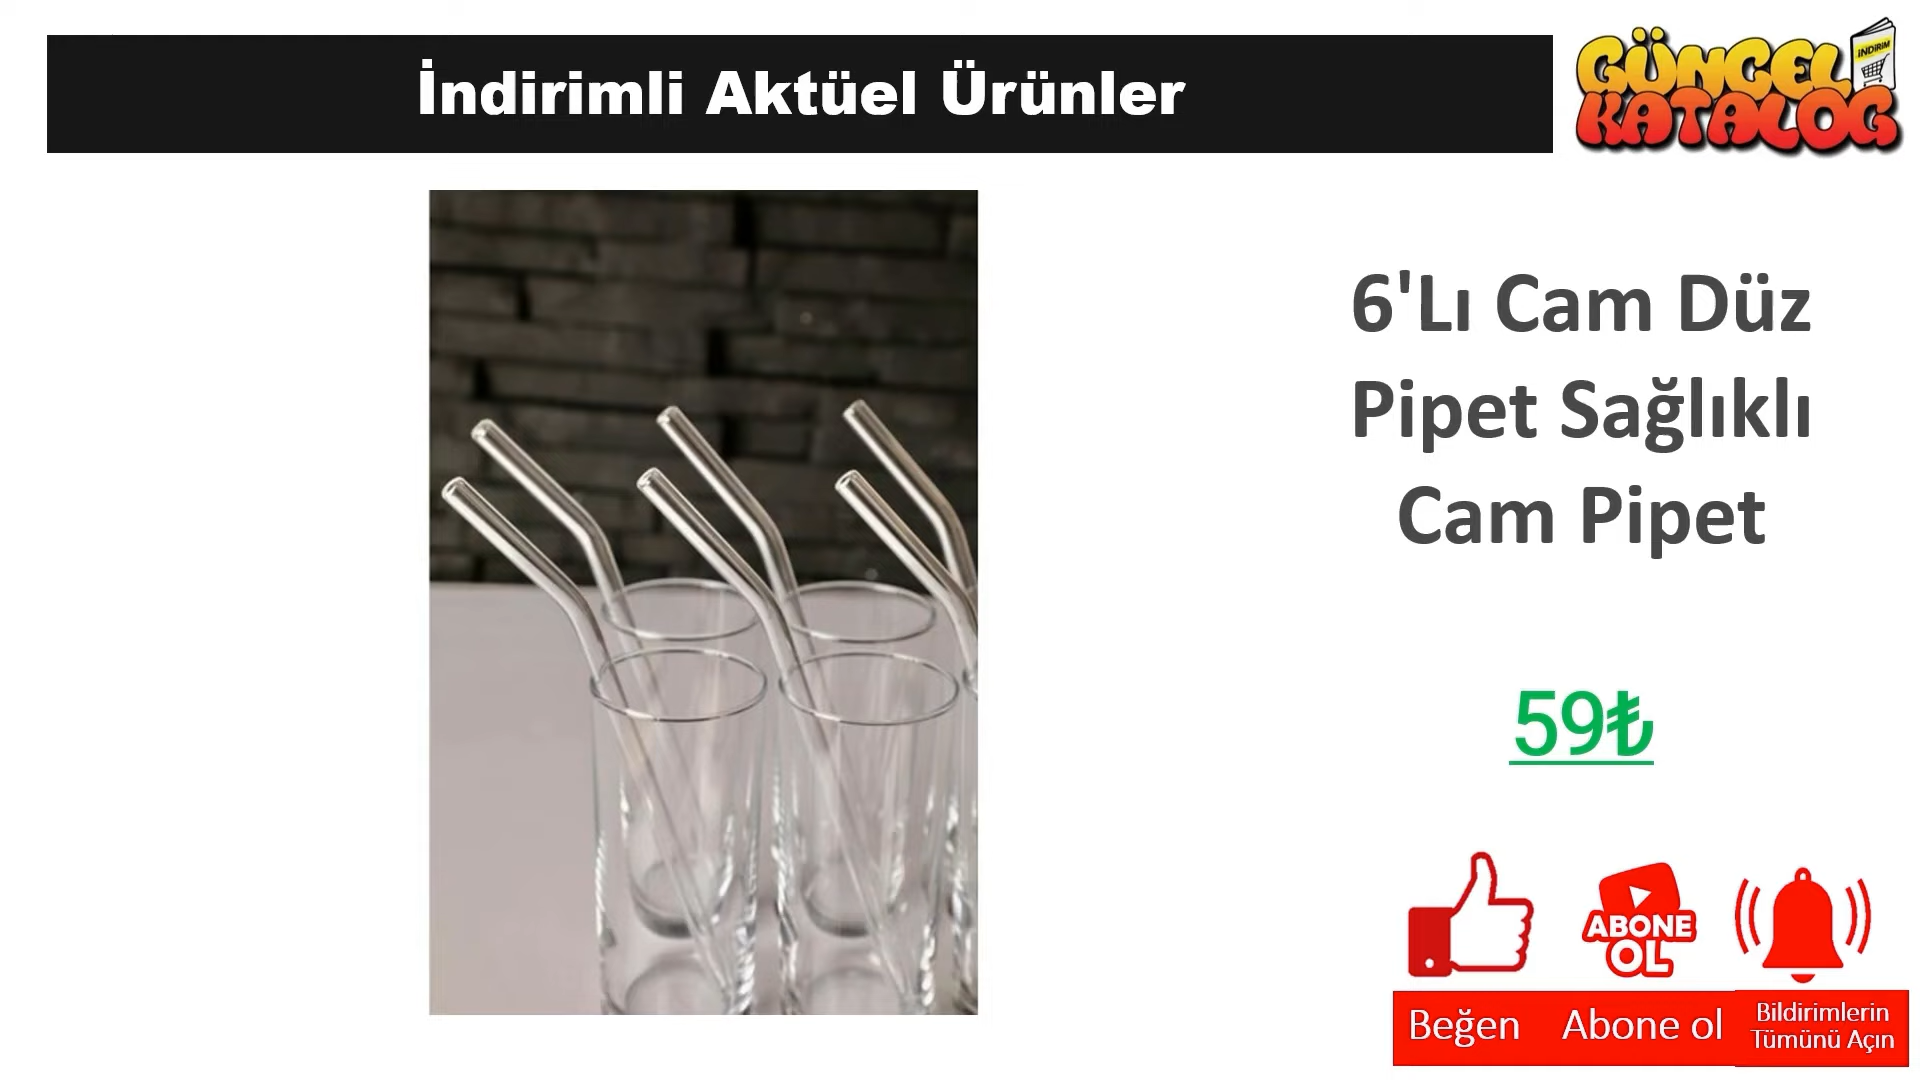 İndirimli Aktüel Ürünler
GÜNCEL
KATALOG
İNDİRİM
6'Lı Cam Düz
Pipet Sağlıklı
Cam Pipet
59₺
ABONE
OL
Beğen
Abone ol
Bildirimlerin
Tümünü Açın